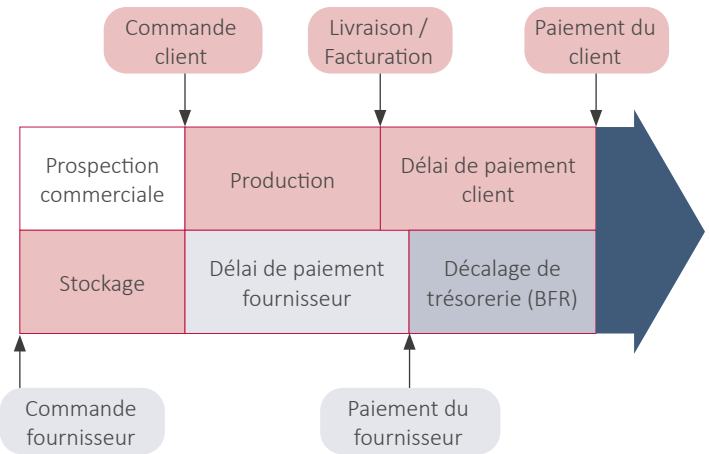 Commande
client
Livraison /
Facturation
Paiement du
client
Prospection
commerciale
Production
Délai de paiement
client
Stockage
Délai de paiement
fournisseur
Décalage de
trésorerie (BFR)
Commande
fournisseur
Paiement du
fournisseur